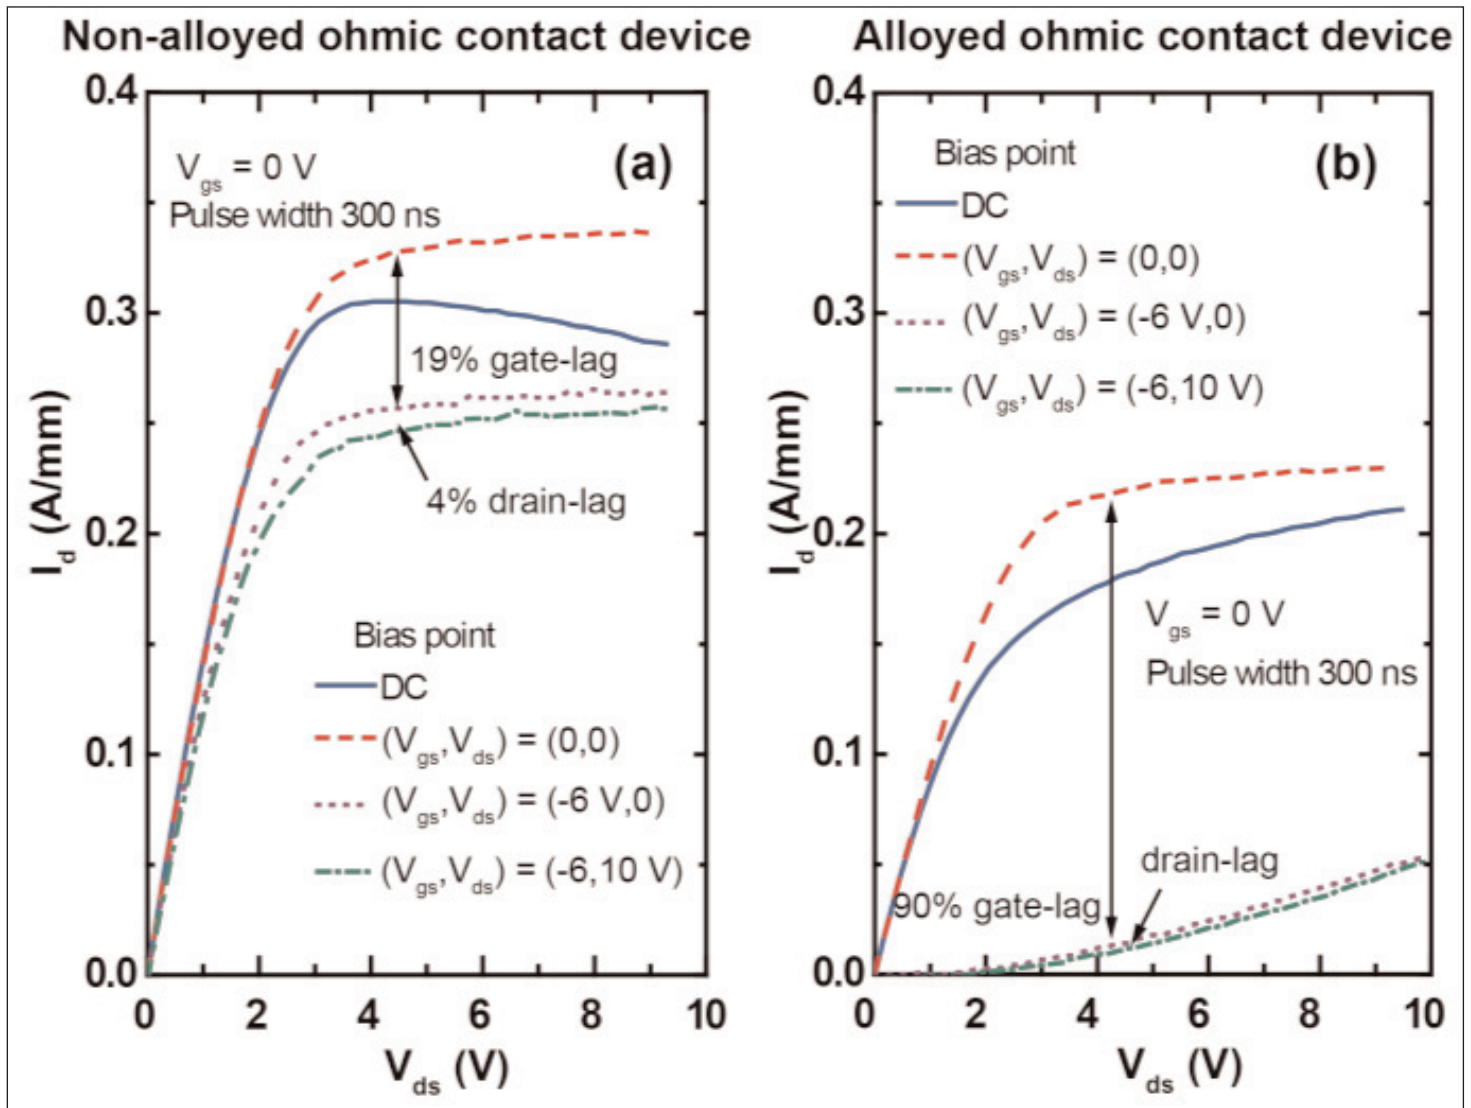 Non-alloyed ohmic contact device
V_gs = 0 V
Pulse width 300 ns
(a)
19% gate-lag
4% drain-lag
Bias point
DC
(V_gs,V_ds) = (0,0)
(V_gs,V_ds) = (-6 V,0)
(V_gs,V_ds) = (-6,10 V)
0.4
0.3
0.2
0.1
0.0
I_d (A/mm)
0 2 4 6 8 10
V_ds (V)
Alloyed ohmic contact device
Bias point
(b)
DC
(V_gs,V_ds) = (0,0)
(V_gs,V_ds) = (-6 V,0)
(V_gs,V_ds) = (-6,10 V)
V_gs = 0 V
Pulse width 300 ns
drain-lag
90% gate-lag
0.4
0.3
0.2
0.1
0.0
I_d (A/mm)
0 2 4 6 8 10
V_ds (V)